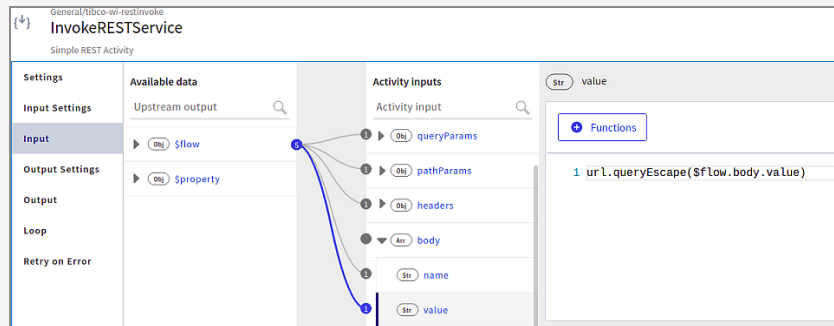 General/tibco-wi-restinvoke
InvokeRESTService
Simple REST Activity
Settings
Input Settings
Input
Output Settings
Output
Loop
Retry on Error
Available data
Upstream output
Obj $flow
Obj $property
5
Activity inputs
Activity input
1 Obj queryParams
1 Obj pathParams
1 Obj headers
Arr body
1 Str name
1 Str value
Str value
Functions
1 url.queryEscape($flow.body.value)